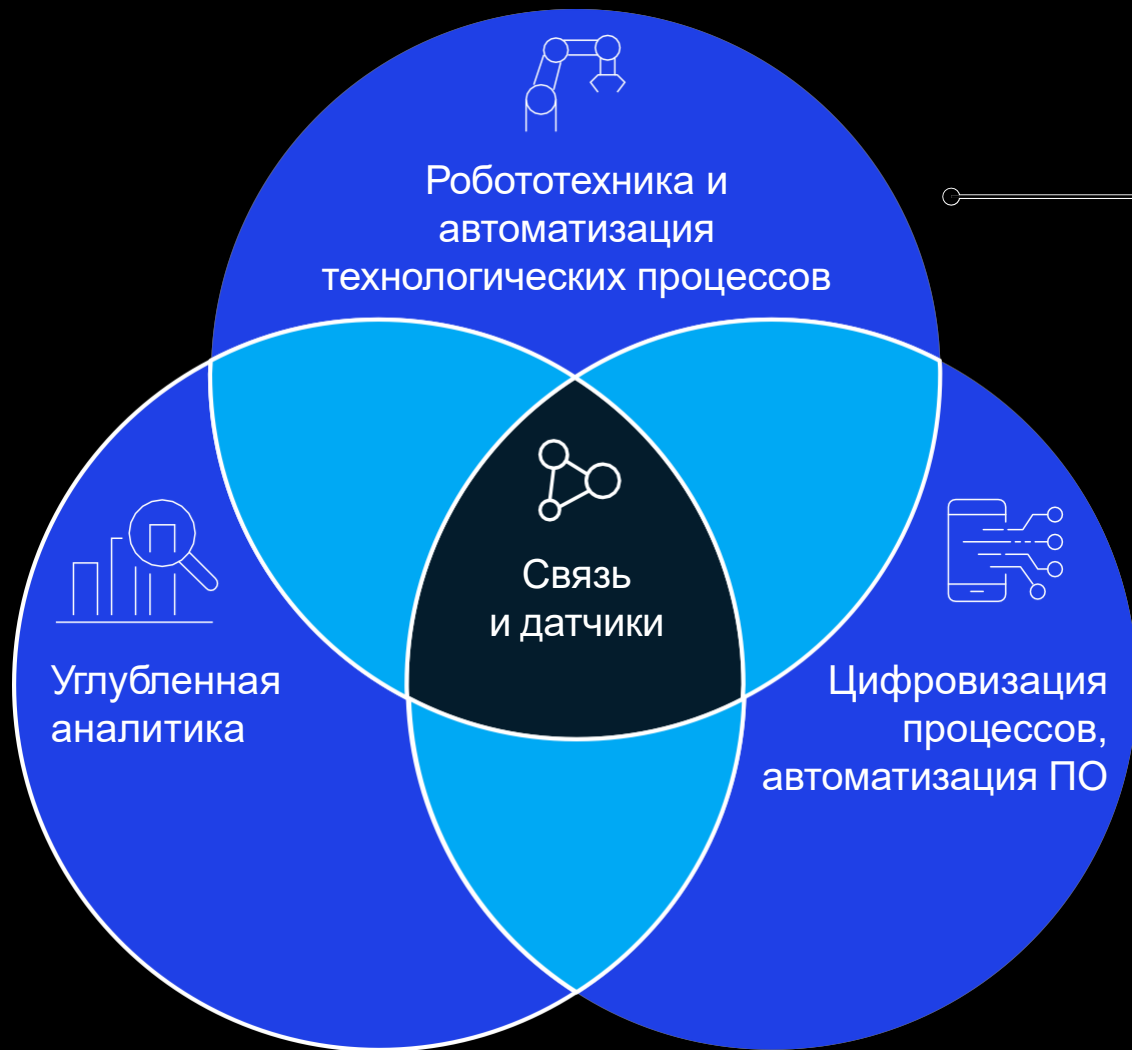 Робототехника и
автоматизация
технологических процессов
Связь
и датчики
Углубленная
аналитика
Цифровизация
процессов,
автоматизация ПО